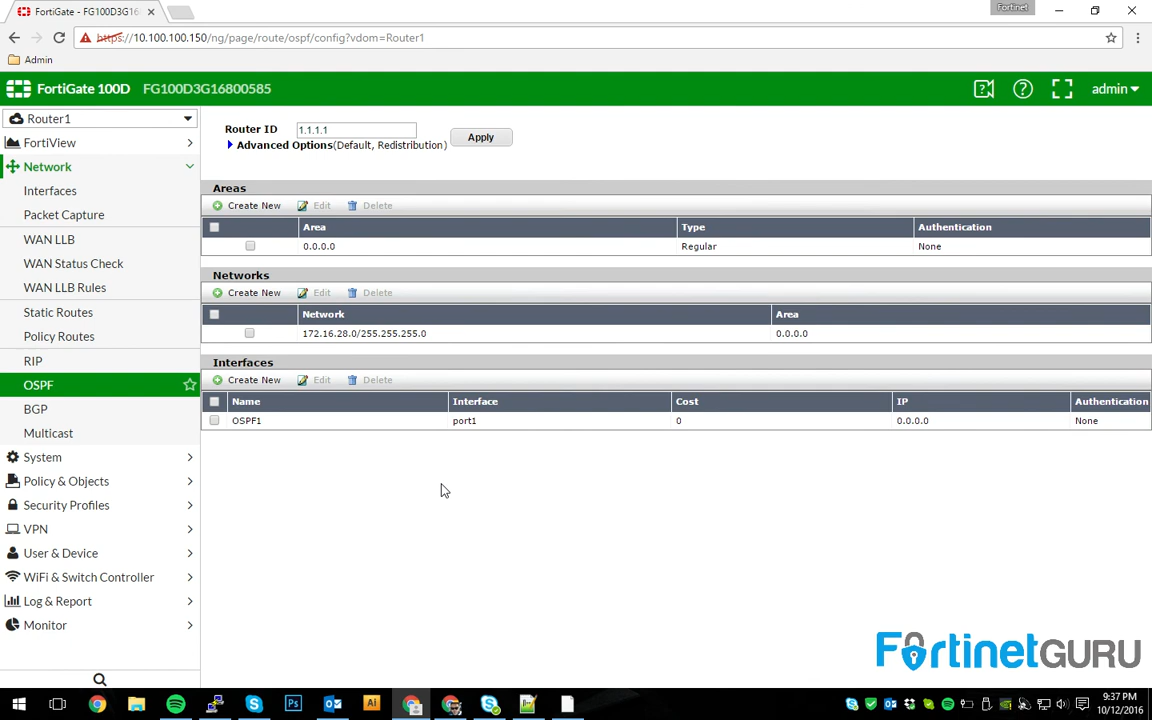 FortiGate - FG100D3G16
Fortinet
https://10.100.100.150/ng/page/route/ospf/config?vdom=Router1
Admin
FortiGate 100D FG100D3G16800585
admin
Router1
FortiView
Network
Interfaces
Packet Capture
WAN LLB
WAN Status Check
WAN LLB Rules
Static Routes
Policy Routes
RIP
OSPF
BGP
Multicast
System
Policy & Objects
Security Profiles
VPN
User & Device
WiFi & Switch Controller
Log & Report
Monitor
Router ID 1.1.1.1 Apply
Advanced Options(Default, Redistribution)
Areas
Create New Edit Delete
Area Type Authentication
0.0.0.0 Regular None
Networks
Create New Edit Delete
Network Area
172.16.28.0/255.255.255.0 0.0.0.0
Interfaces
Create New Edit Delete
Name Interface Cost IP Authentication
OSPF1 port1 0 0.0.0.0 None
FortinetGURU
9:37 PM
10/12/2016